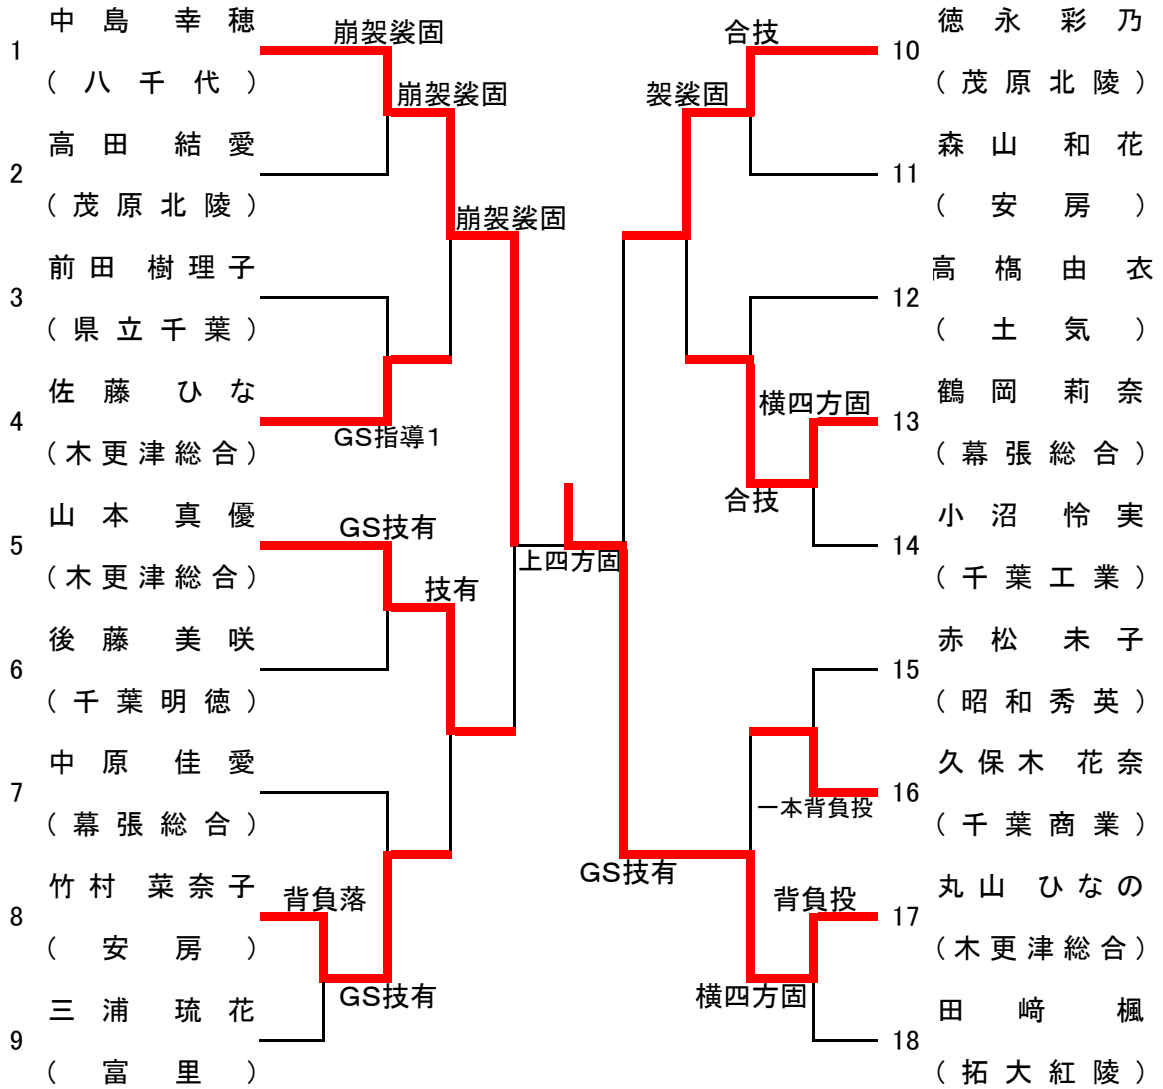 中島 幸穂
1
(八千代)
高田 結愛
2
(茂原北陵)
前田 樹理子
3
(県立千葉)
佐藤 ひな
4
(木更津総合)
山本 真優
5
(木更津総合)
後藤 美咲
6
(千葉明徳)
中原 佳愛
7
(幕張総合)
竹村 菜奈子
8
(安房)
三浦 琉花
9
(富里)
崩袈裟固
崩袈裟固
崩袈裟固
GS指導1
GS技有
技有
背負落
GS技有
上四方固
合技
袈裟固
横四方固
合技
一本背負投
GS技有
背負投
横四方固
徳永彩乃
10
(茂原北陵)
森山 和花
11
(安房)
高橋由衣
12
(土気)
鶴岡 莉奈
13
(幕張総合)
小沼 怜実
14
(千葉工業)
赤松 未子
15
(昭和秀英)
久保木 花奈
16
(千葉商業)
丸山 ひなの
17
(木更津総合)
田﨑 楓
18
(拓大紅陵)